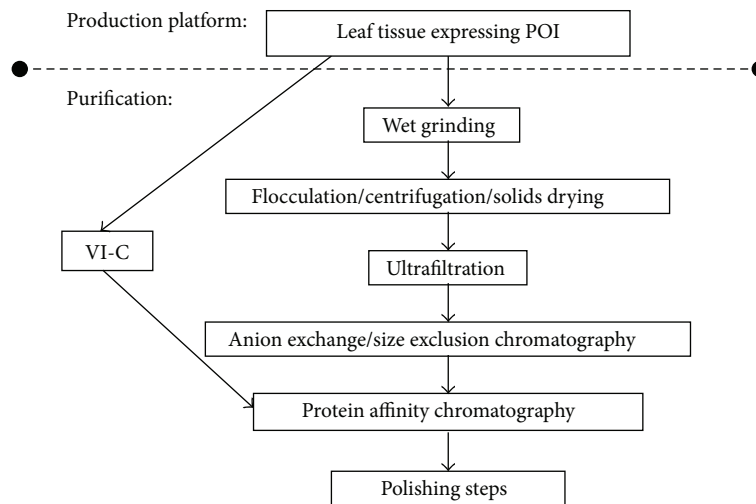 Production platform:
Leaf tissue expressing POI
Purification:
Wet grinding
Flocculation/centrifugation/solids drying
VI-C
Ultrafiltration
Anion exchange/size exclusion chromatography
Protein affinity chromatography
Polishing steps